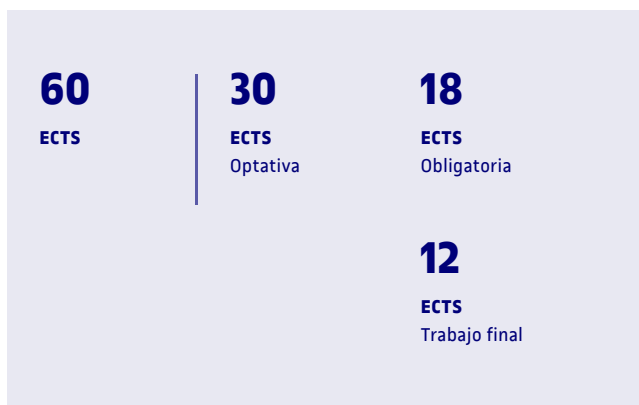 60
ECTS
30
ECTS
Optativa
18
ECTS
Obligatoria
12
ECTS
Trabajo final